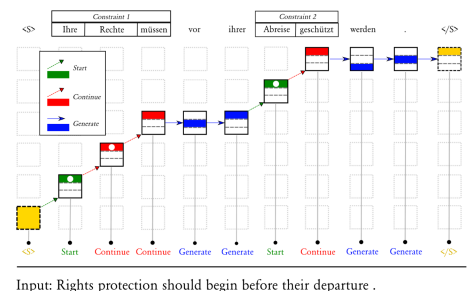 Constraint 1 Constraint 2
<S> Ihre Rechte müssen vor ihrer Abreise geschützt werden . </S>
Start
Continue
Generate
<S> Start Continue Continue Generate Generate Start Continue Generate Generate </S>
Input: Rights protection should begin before their departure .